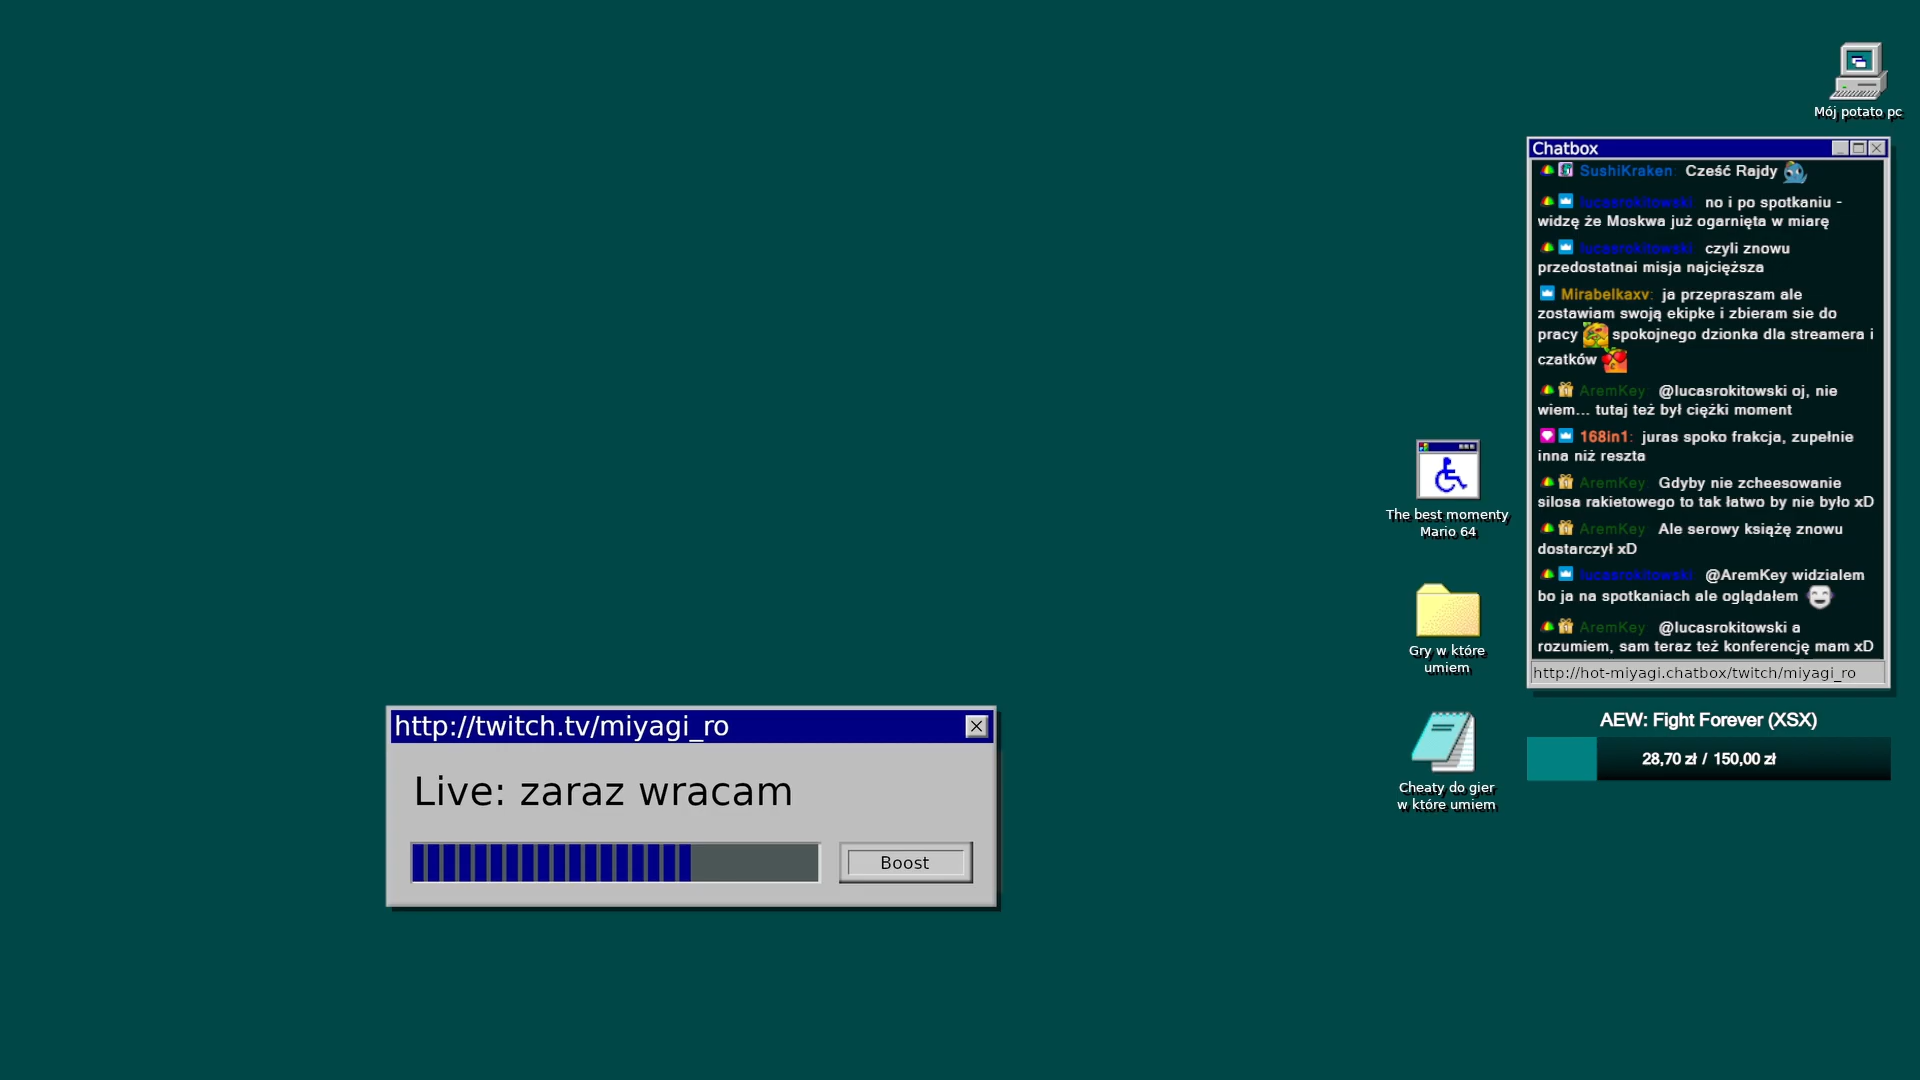 Mój potato pc
Chatbox
SushiKraken: Cześć Rajdy
lucasrokitowski no i po spotkaniu -
widzę że Moskwa już ogarnięta w miarę
lucasrokitowski czyli znowu
przedostatnai misja najcięższa
Mirabelkaxv: ja przepraszam ale
zostawiam swoją ekipke i zbieram sie do
pracy spokojnego dzionka dla streamera i
czatków
AremKey @lucasrokitowski oj, nie
wiem... tutaj też był ciężki moment
168in1: juras spoko frakcja, zupełnie
inna niż reszta
AremKey Gdyby nie zcheesowanie
silosa rakietowego to tak łatwo by nie było xD
AremKey Ale serowy książę znowu
dostarczył xD
lucasrokitowski @AremKey widzialem
bo ja na spotkaniach ale oglądałem
AremKey @lucasrokitowski a
rozumiem, sam teraz też konferencję mam xD
http://hot-miyagi.chatbox/twitch/miyagi_ro
The best momenty
Mario 64
Gry w które
umiem
Cheaty do gier
w które umiem
AEW: Fight Forever (XSX)
28,70 zł / 150,00 zł
http://twitch.tv/miyagi_ro
Live: zaraz wracam
Boost